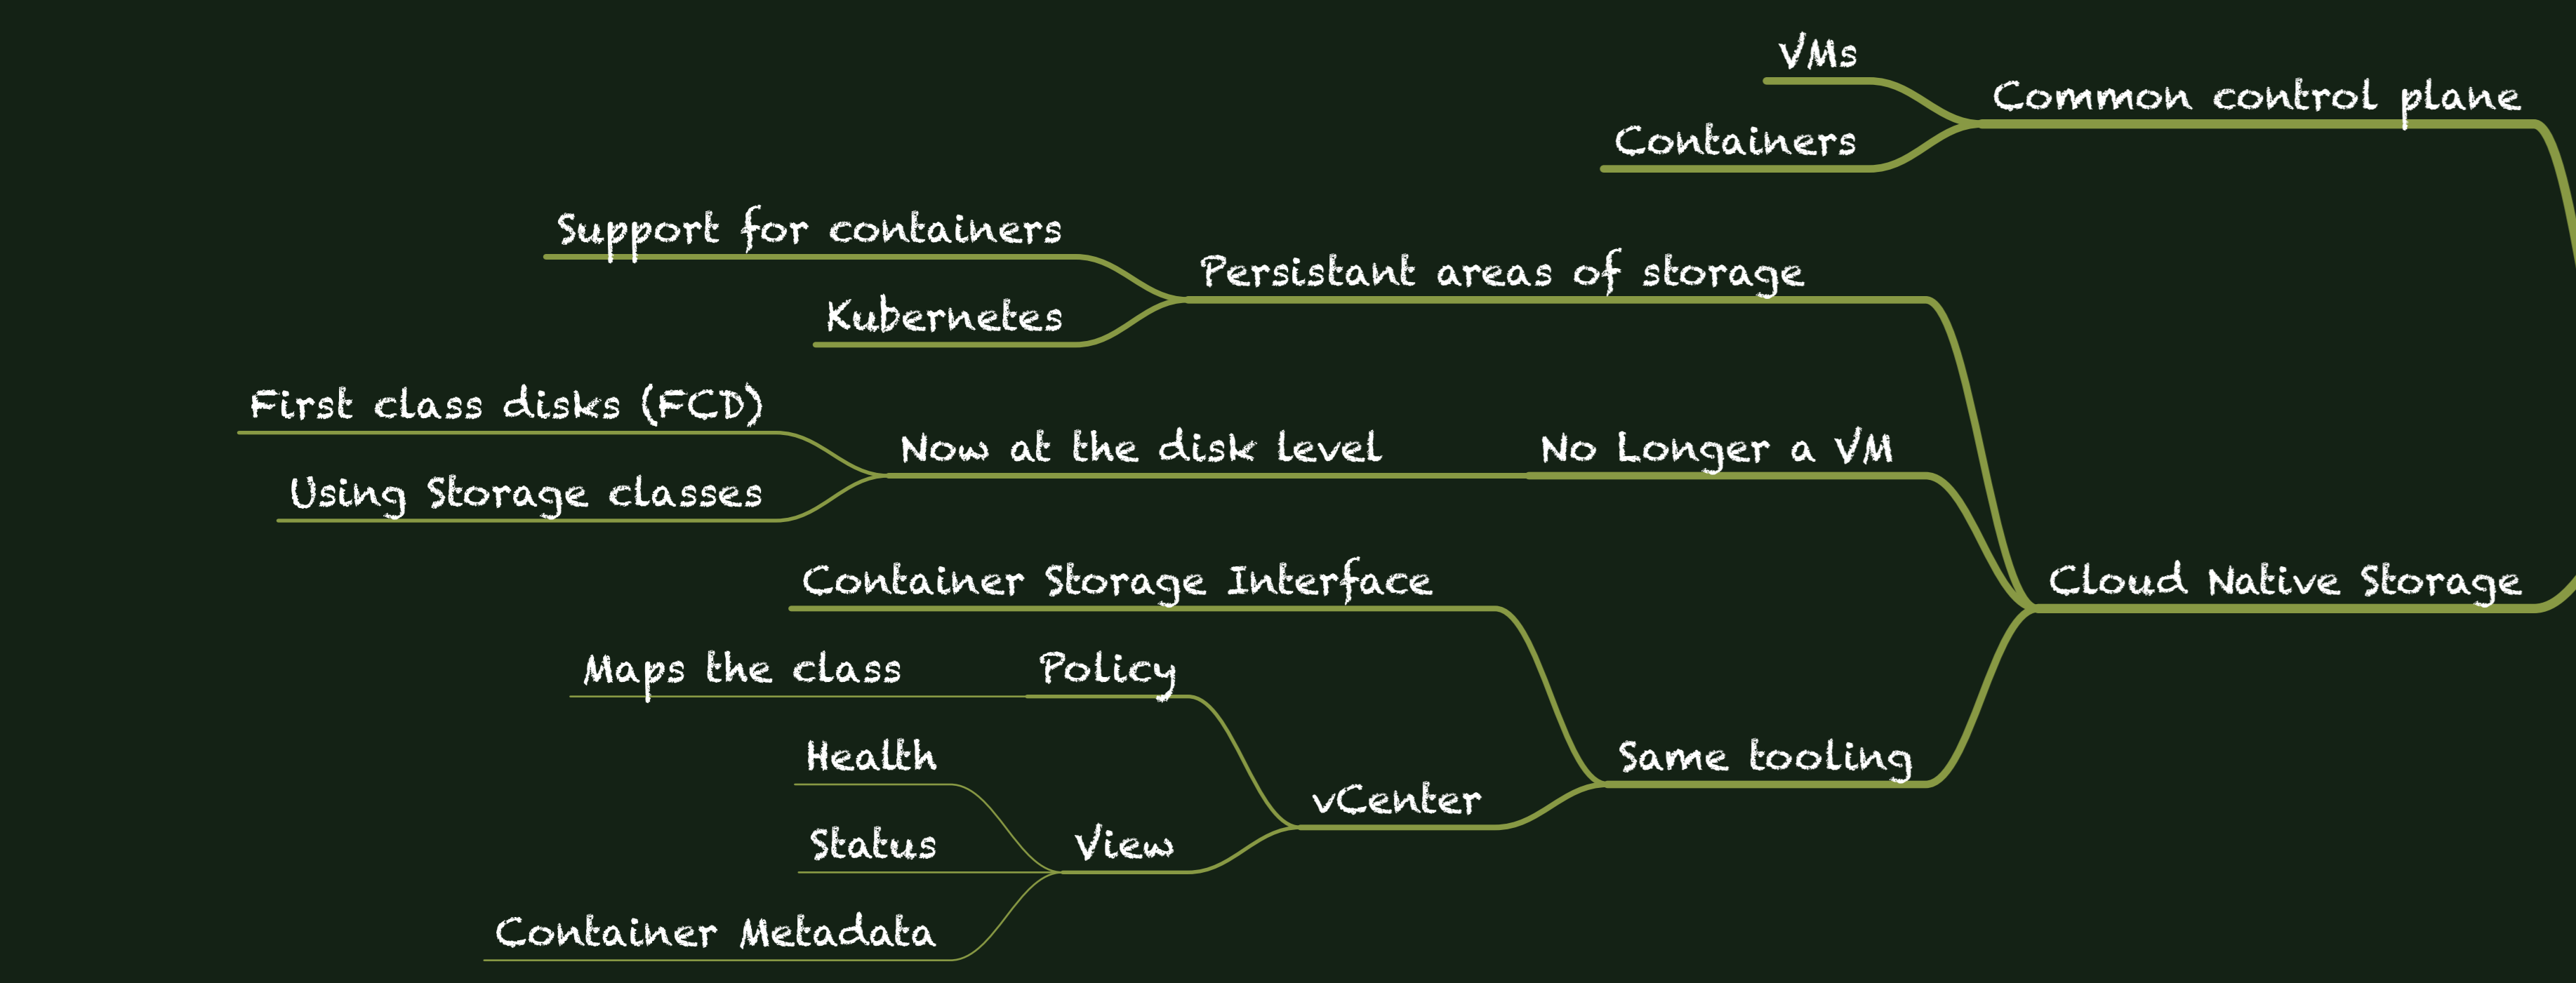 VMs
Common control plane
Containers
Support for containers
Persistant areas of storage
Kubernetes
First class disks (FCD)
Now at the disk level
No Longer a VM
Using Storage classes
Container Storage Interface
Cloud Native Storage
Maps the class
Policy
Health
Same tooling
vCenter
Status
View
Container Metadata